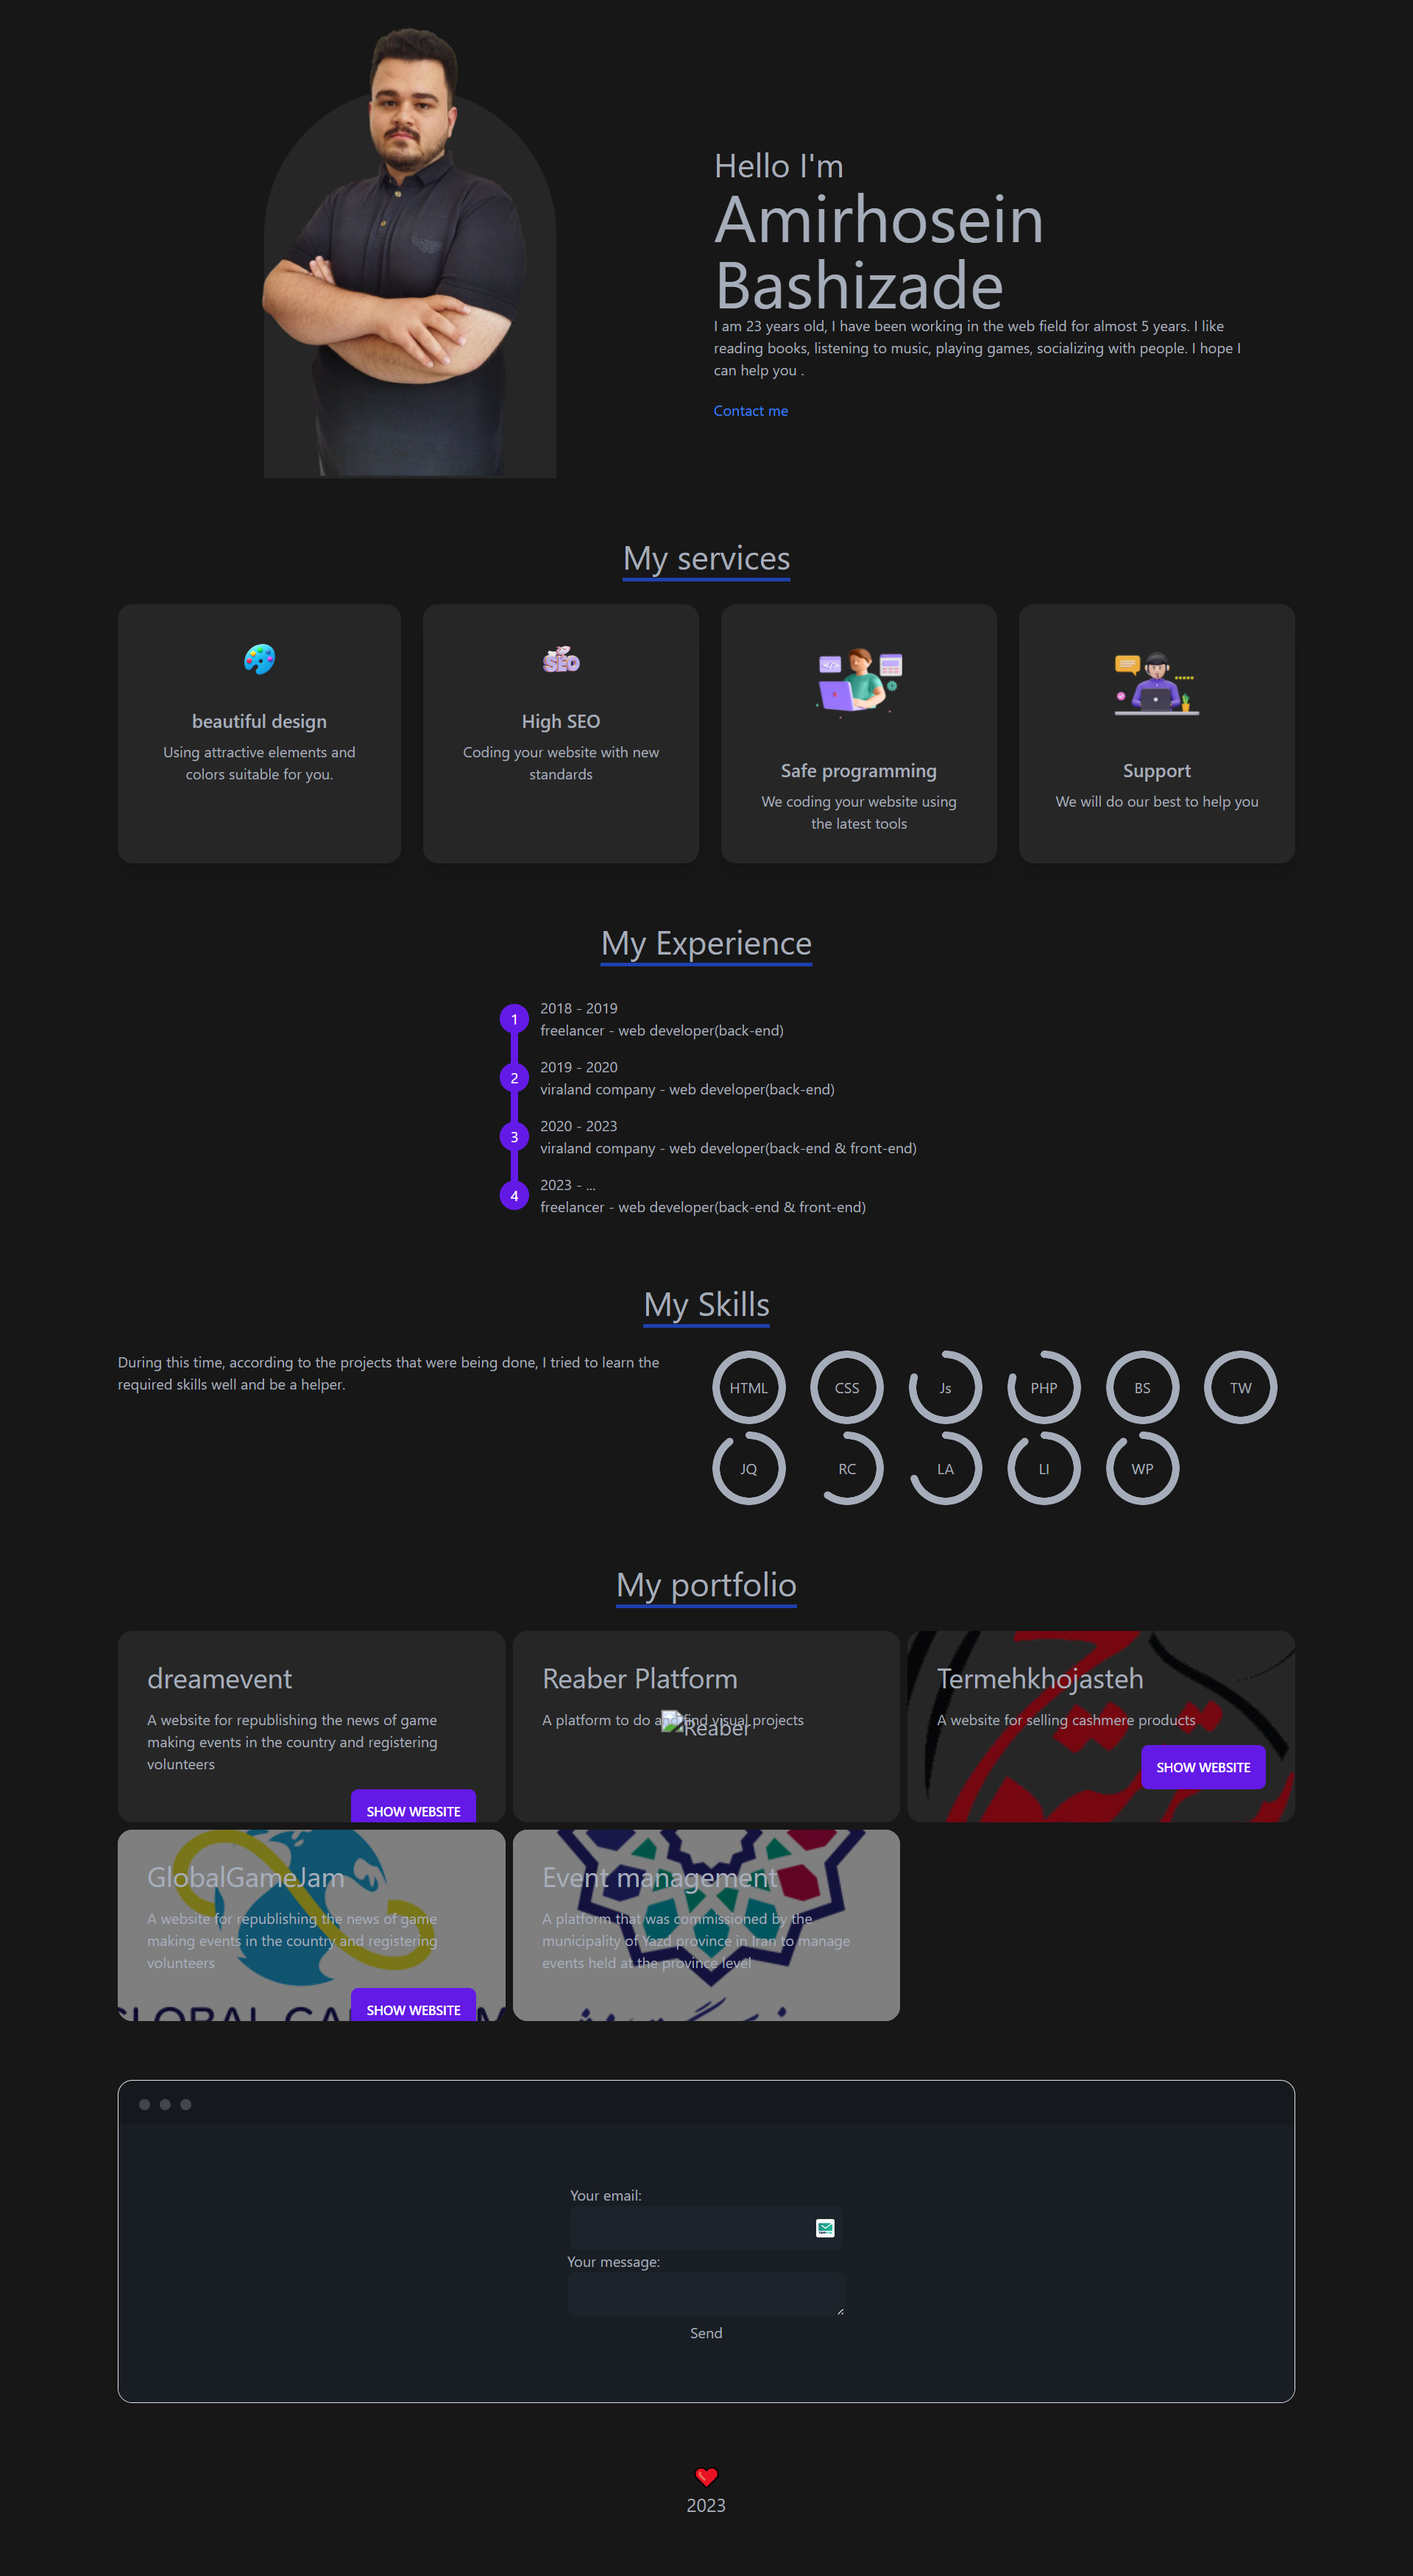 Hello I'm
Amirhosein
Bashizade
I am 23 years old, I have been working in the web field for almost 5 years. I like
reading books, listening to music, playing games, socializing with people. I hope I
can help you .
Contact me
My services
SEO
beautiful design
Using attractive elements and
colors suitable for you.
High SEO
Coding your website with new
standards
Safe programming
We coding your website using
the latest tools
Support
We will do our best to help you
My Experience
1
2018 - 2019
freelancer - web developer(back-end)
2
2019 - 2020
viraland company - web developer(back-end)
3
2020 - 2023
viraland company - web developer(back-end & front-end)
4
2023 - ...
freelancer - web developer(back-end & front-end)
My Skills
During this time, according to the projects that were being done, I tried to learn the
required skills well and be a helper.
HTML CSS Js PHP BS TW
JQ RC LA LI WP
My portfolio
dreamevent
A website for republishing the news of game
making events in the country and registering
volunteers
SHOW WEBSITE
Reaber Platform
A platform to do and find visual projects
Reaber
Termehkhojasteh
A website for selling cashmere products
SHOW WEBSITE
GlobalGameJam
A website for republishing the news of game
making events in the country and registering
volunteers
SHOW WEBSITE
Event management
A platform that was commissioned by the
municipality of Yazd province in Iran to manage
events held at the province level
Your email:
Your message:
Send
2023